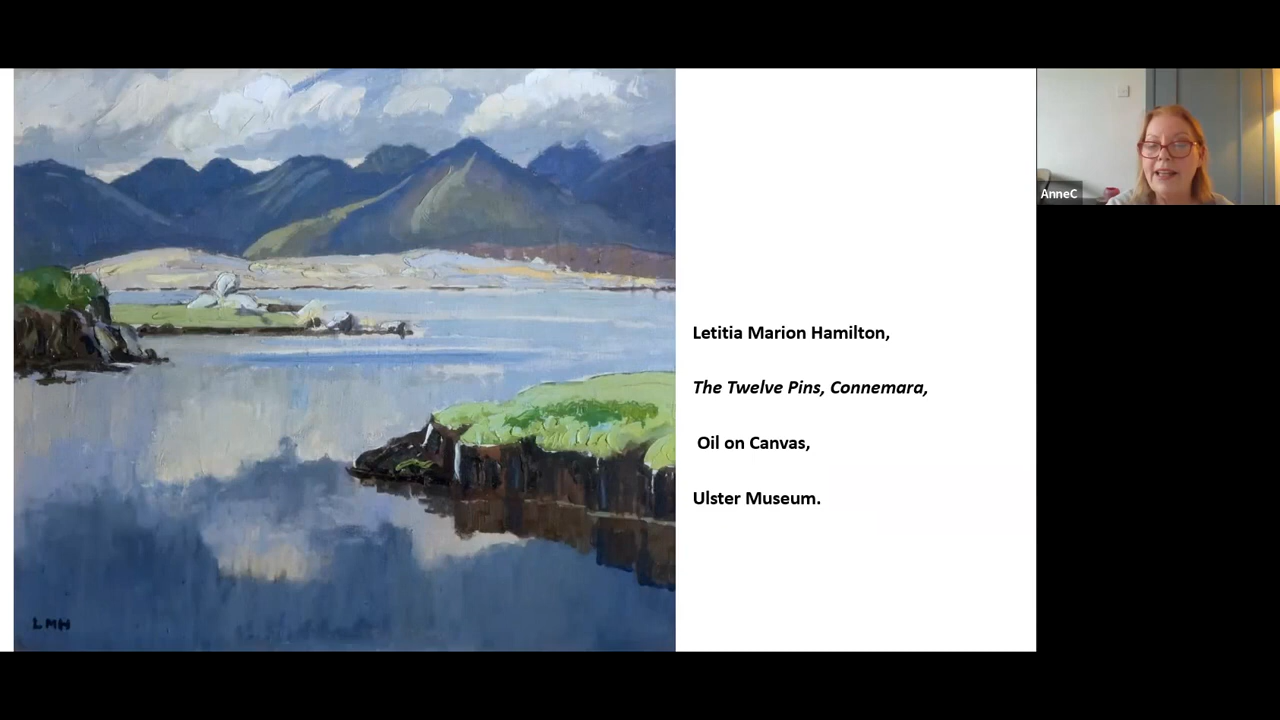 Letitia Marion Hamilton,
The Twelve Pins, Connemara,
Oil on Canvas,
Ulster Museum.
AnneC
LMH